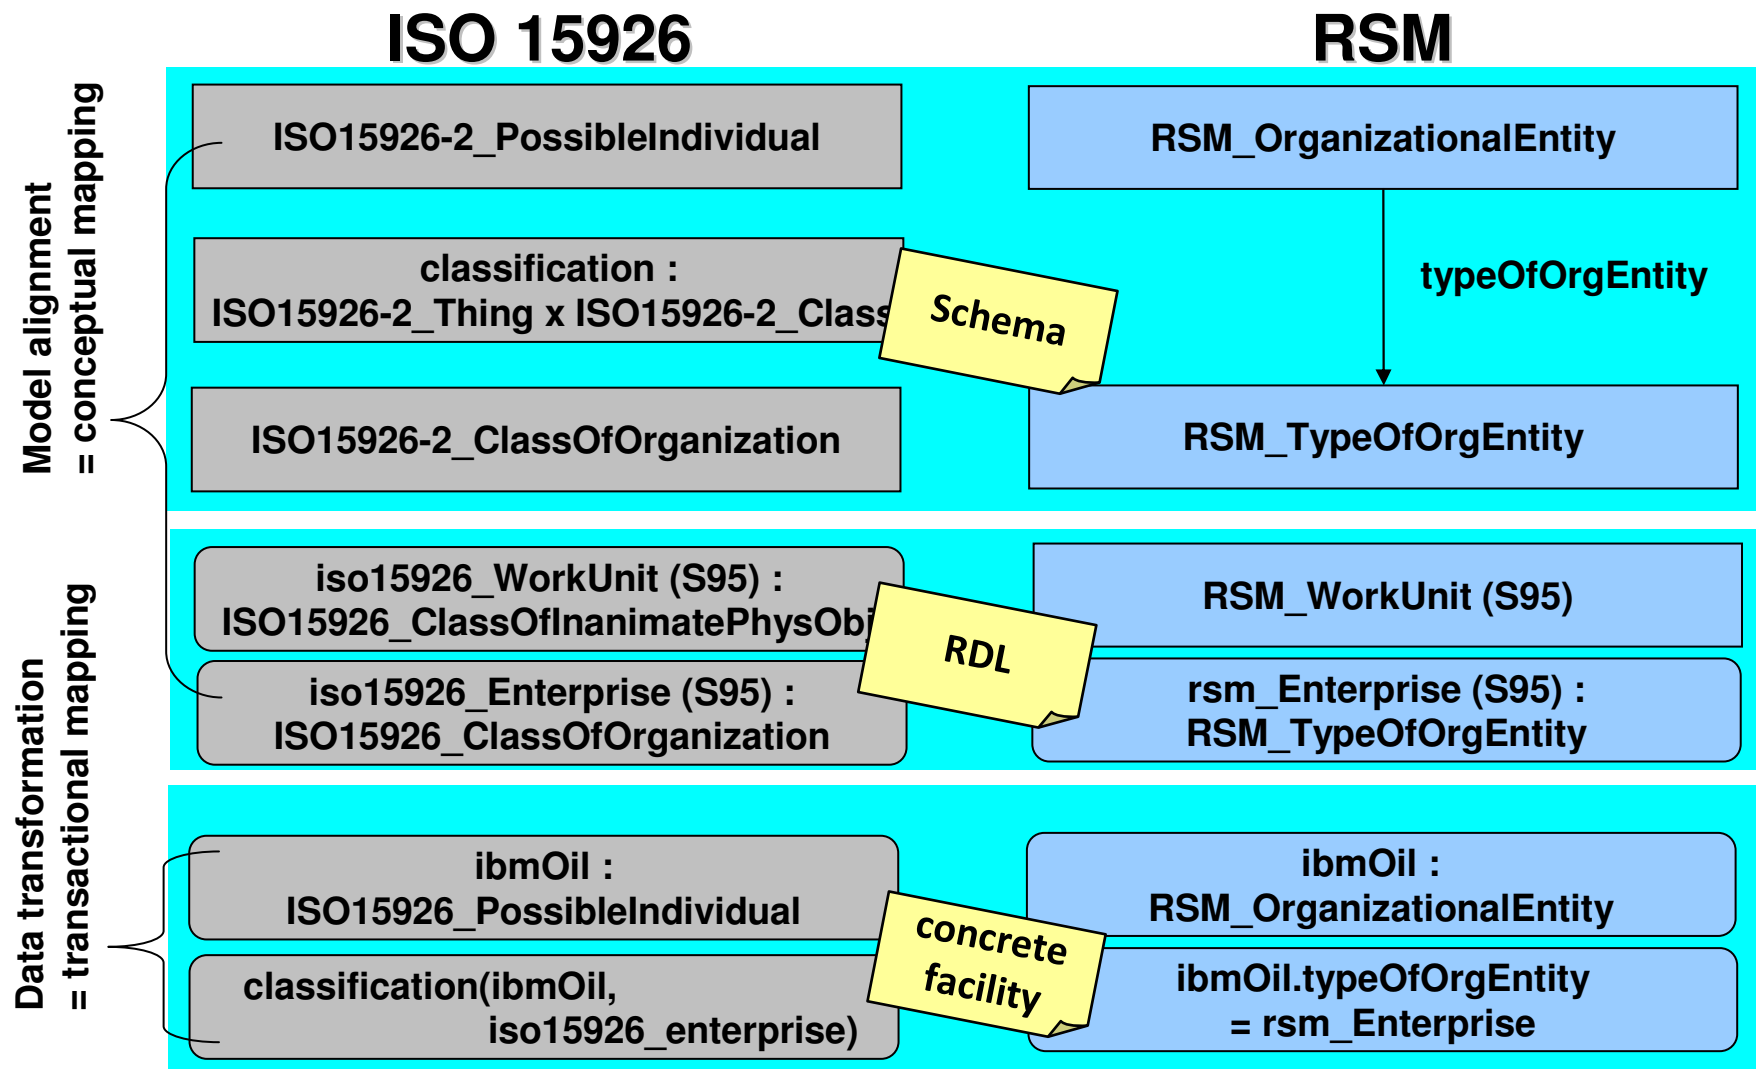 ISO 15926
RSM
Model alignment
= conceptual mapping
ISO15926-2_PossibleIndividual
RSM_OrganizationalEntity
classification :
ISO15926-2_Thing x ISO15926-2_Class
Schema
typeOfOrgEntity
ISO15926-2_ClassOfOrganization
RSM_TypeOfOrgEntity
Data transformation
= transactional mapping
iso15926_WorkUnit (S95) :
ISO15926_ClassOfInanimatePhysObj
RDL
RSM_WorkUnit (S95)
iso15926_Enterprise (S95) :
ISO15926_ClassOfOrganization
rsm_Enterprise (S95) :
RSM_TypeOfOrgEntity
ibmOil :
ISO15926_PossibleIndividual
concrete
facility
ibmOil :
RSM_OrganizationalEntity
classification(ibmOil,
iso15926_enterprise)
ibmOil.typeOfOrgEntity
= rsm_Enterprise